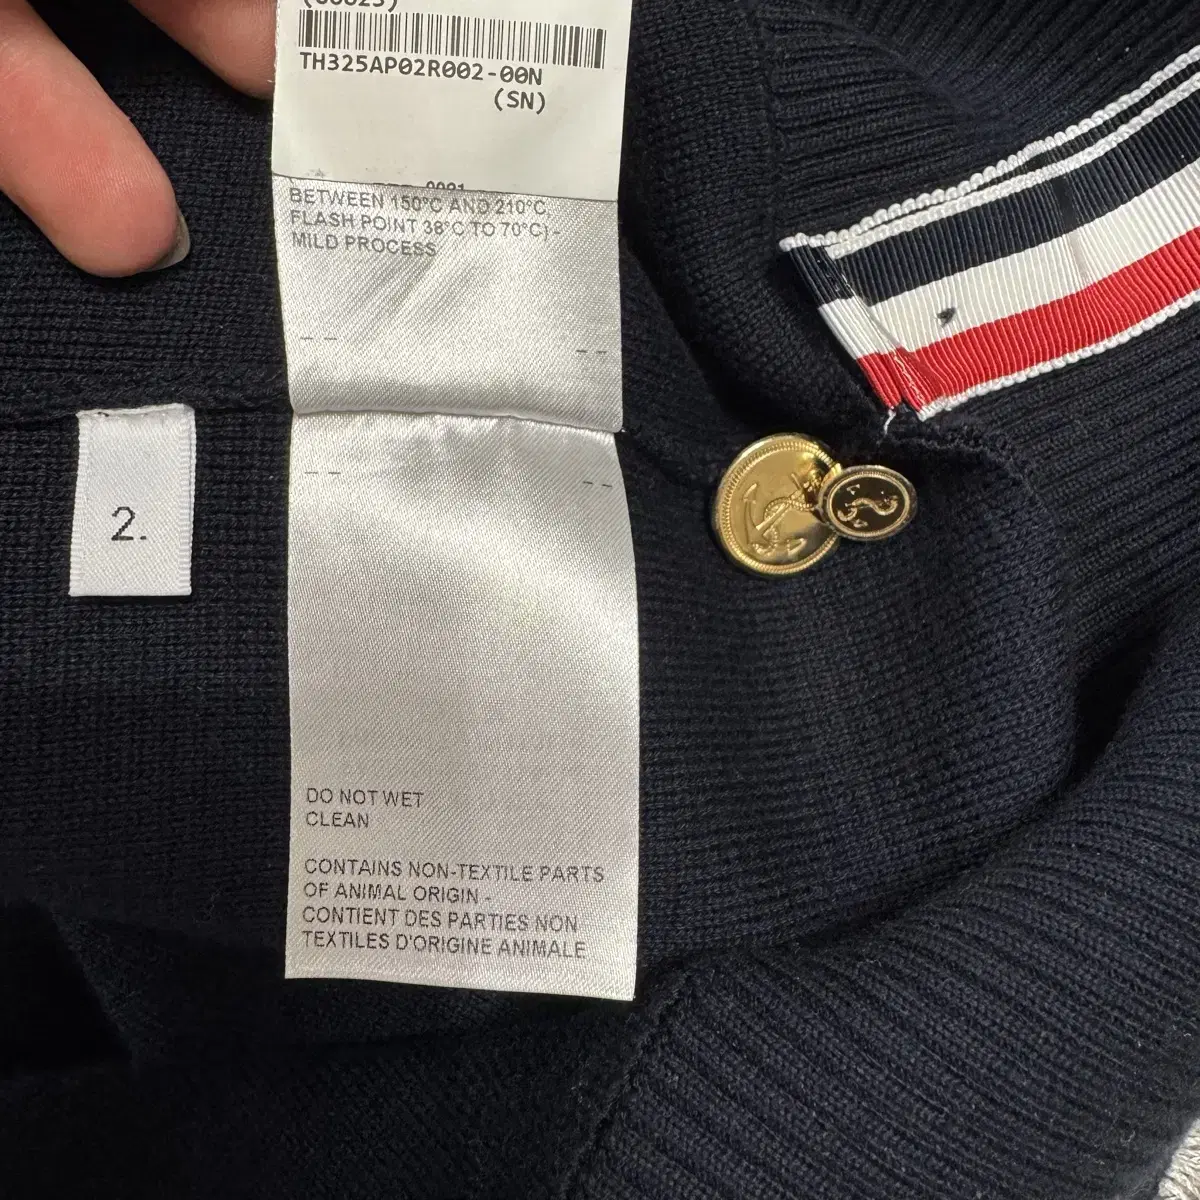 TH325AP02R002-00N
(SN)
BETWEEN 150°C AND 210°C,
FLASH POINT 38°C TO 70°C) -
MILD PROCESS
2.
DO NOT WET
CLEAN
CONTAINS NON-TEXTILE PARTS
OF ANIMAL ORIGIN -
CONTIENT DES PARTIES NON
TEXTILES D'ORIGINE ANIMALE